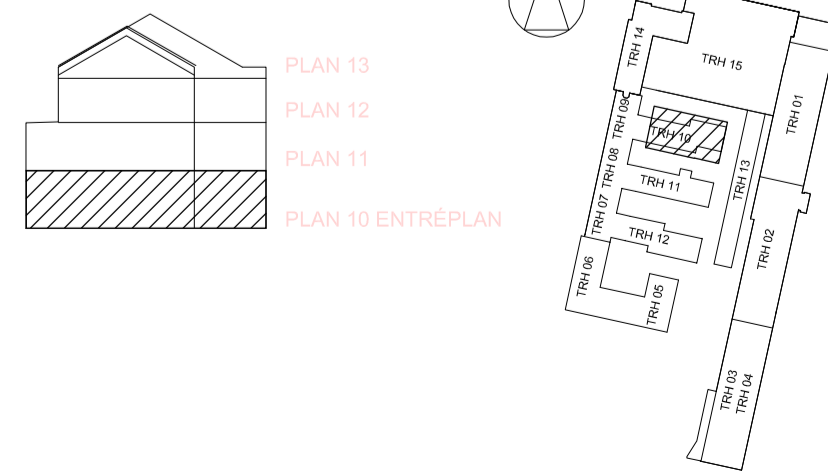 PLAN 13
PLAN 12
PLAN 11
PLAN 10 ENTRÉPLAN
TRH 14
TRH 15
TRH 01
TRH 09
TRH 10
TRH 08
TRH 11
TRH 13
TRH 07
TRH 12
TRH 02
TRH 06
TRH 05
TRH 03
TRH 04